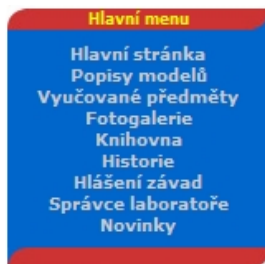 Hlavní menu
Hlavní stránka
Popisy modelů
Vyučované předměty
Fotogalerie
Knihovna
Historie
Hlášení závad
Správce laboratoře
Novinky